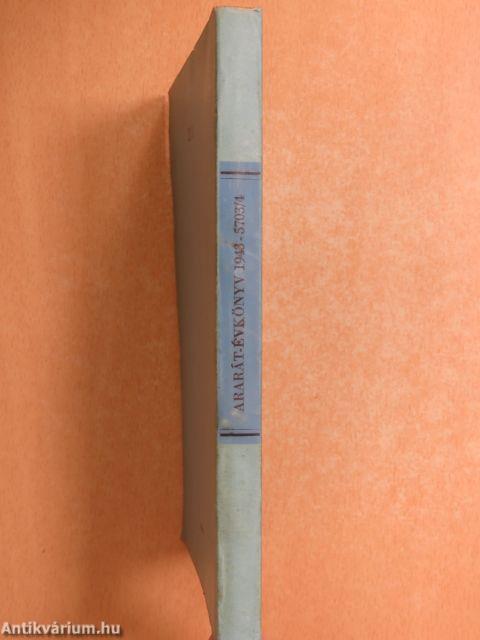 ARARÁT-ÉVKÖNYV 1943 - 5703/4
Antikvárium.hu